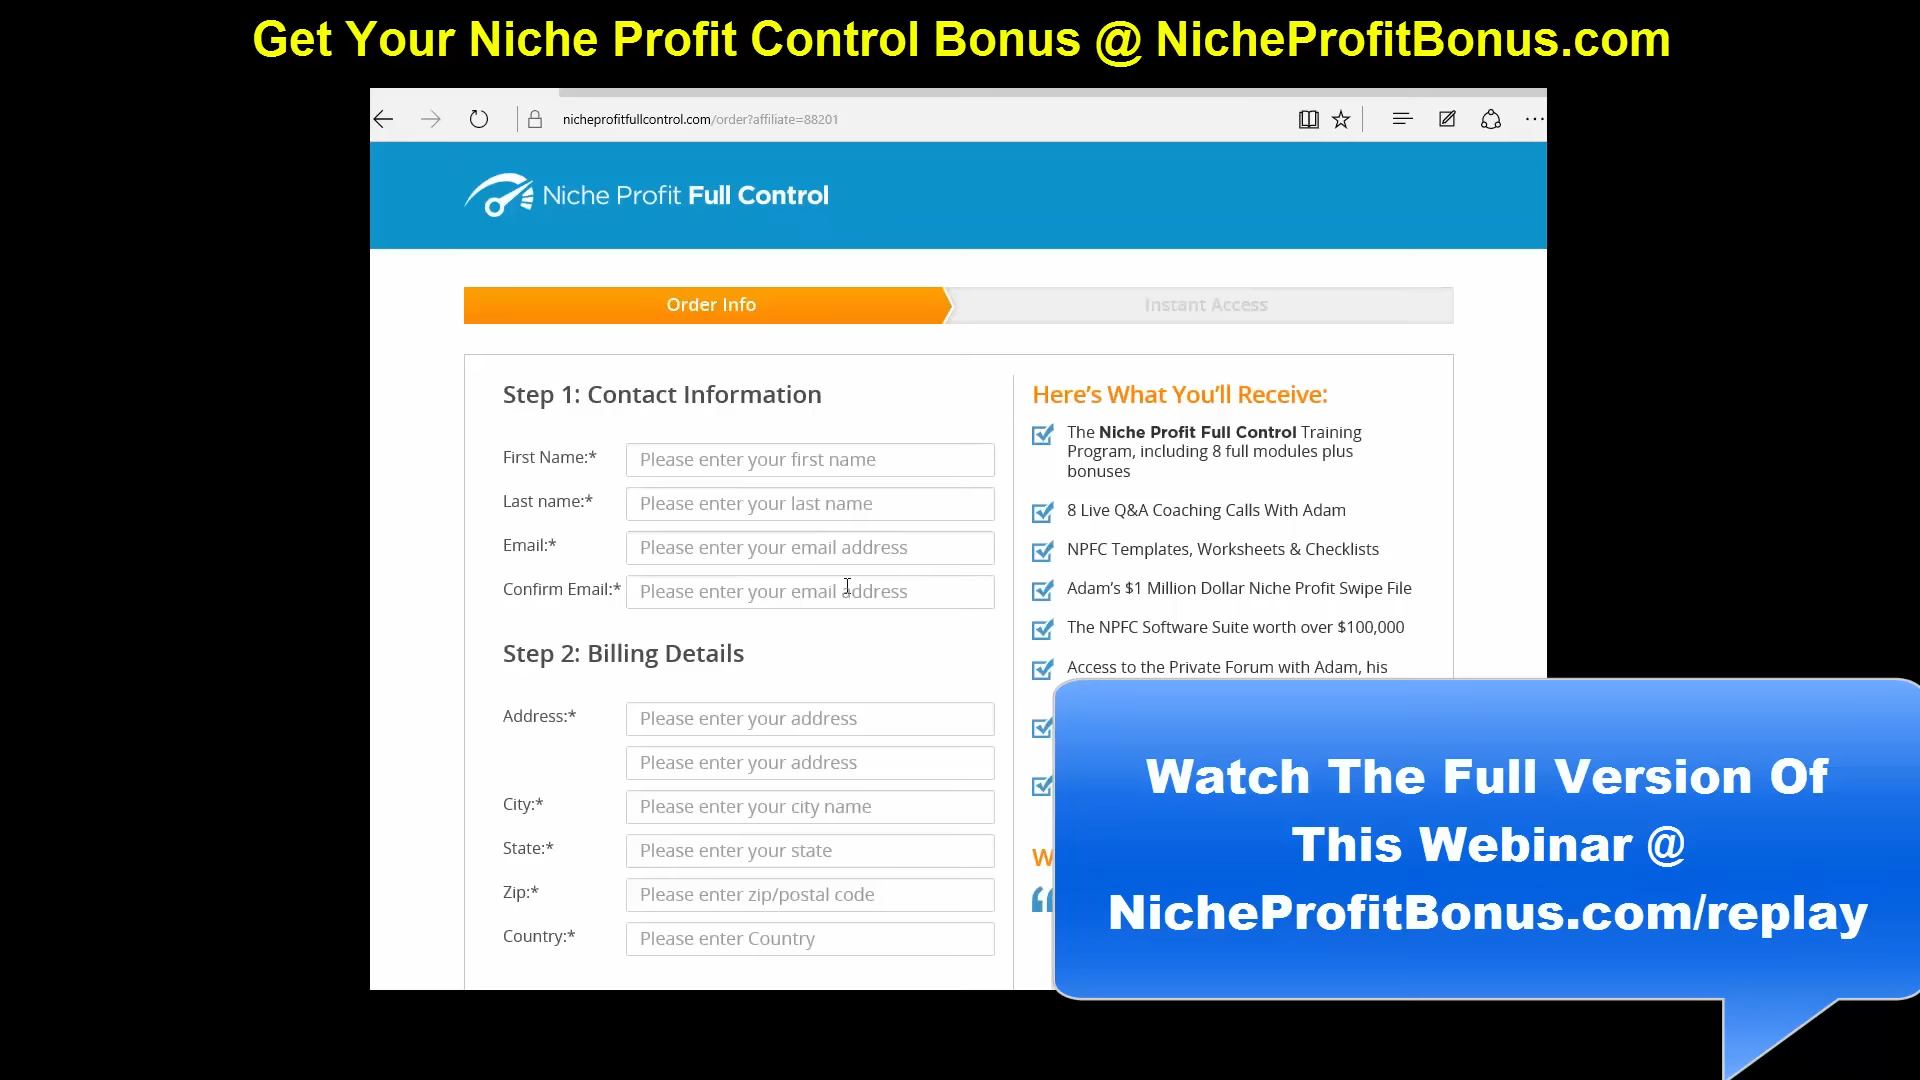 Get Your Niche Profit Control Bonus @ NicheProfitBonus.com
nicheprofitfullcontrol.com/order?affiliate=88201
Niche Profit Full Control
Order Info
Instant Access
Step 1: Contact Information
First Name:* Please enter your first name
Last name:* Please enter your last name
Email:* Please enter your email address
Confirm Email:* Please enter your email address
Step 2: Billing Details
Address:* Please enter your address
Please enter your address
City:* Please enter your city name
State:* Please enter your state
Zip:* Please enter zip/postal code
Country:* Please enter Country
Here's What You'll Receive:
The Niche Profit Full Control Training
Program, including 8 full modules plus
bonuses
8 Live Q&A Coaching Calls With Adam
NPFC Templates, Worksheets & Checklists
Adam's $1 Million Dollar Niche Profit Swipe File
The NPFC Software Suite worth over $100,000
Access to the Private Forum with Adam, his
W
Watch The Full Version Of
This Webinar @
NicheProfitBonus.com/replay